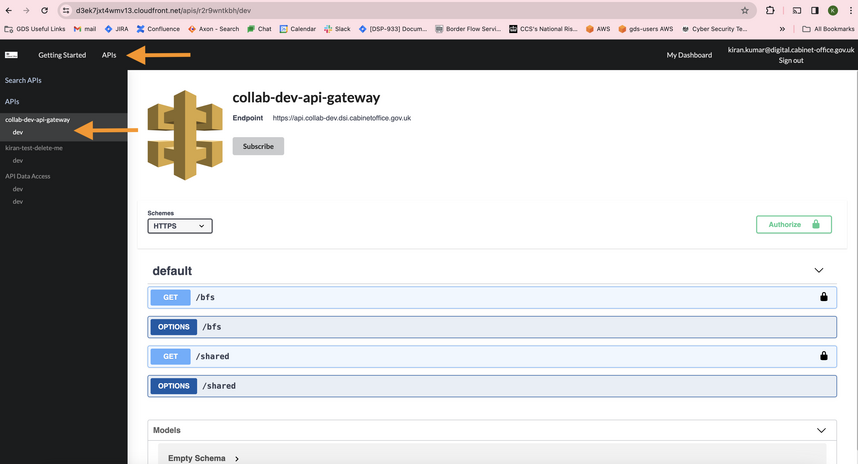 d3ek7jxt4wmv13.cloudfront.net/apis/r2r9wntkbh/dev
K
GDS Useful Links mail JIRA Confluence Axon - Search Chat Calendar Slack [DSP-933] Docum... Border Flow Servi... CCS's National Ris... AWS gds-users AWS Cyber Security Te... » All Bookmarks
Getting Started APIs My Dashboard kiran.kumar@digital.cabinet-office.gov.uk
Sign out
Search APIs
APIs
collab-dev-api-gateway
dev
kiran-test-delete-me
dev
API Data Access
dev
dev
collab-dev-api-gateway
Endpoint https://api.collab-dev.dsi.cabinetoffice.gov.uk
Subscribe
Schemes
HTTPS
Authorize
default
GET /bfs
OPTIONS /bfs
GET /shared
OPTIONS /shared
Models
Empty Schema